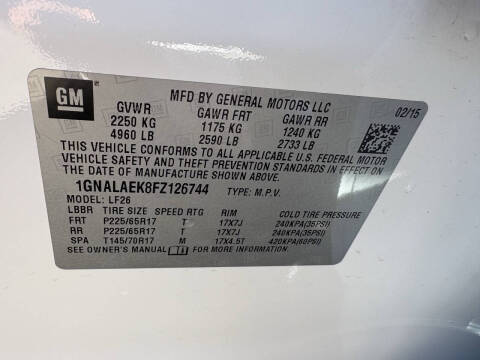 GM
MFD BY GENERAL MOTORS LLC
02/15
GVWR GAWR FRT GAWR RR
2250 KG 1175 KG 1240 KG
4960 LB 2590 LB 2733 LB
THIS VEHICLE CONFORMS TO ALL APPLICABLE U.S. FEDERAL MOTOR
VEHICLE SAFETY AND THEFT PREVENTION STANDARDS IN EFFECT ON
THE DATE OF MANUFACTURE SHOWN ABOVE.
1GNALAEK8FZ126744 TYPE: M.P.V.
MODEL: LF26
LBBR TIRE SIZE SPEED RTG RIM COLD TIRE PRESSURE
FRT P225/65R17 T 17X7J 240KPA(35PSI)
RR P225/65R17 T 17X7J 240KPA(35PSI)
SPA T145/70R17 M 17X4.5T 420KPA(60PSI)
SEE OWNER'S MANUAL FOR MORE INFORMATION.